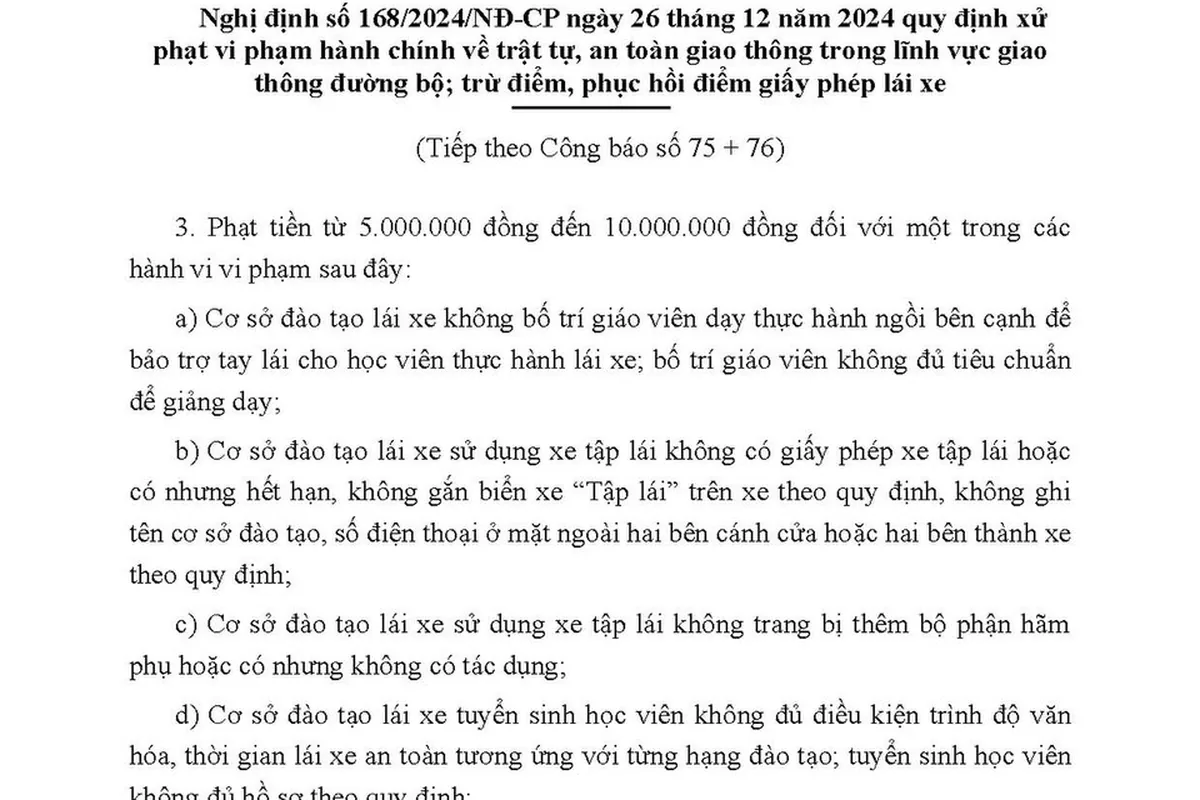 Nghị định số 168/2024/NĐ-CP ngày 26 tháng 12 năm 2024 quy định xử
phạt vi phạm hành chính về trật tự, an toàn giao thông trong lĩnh vực giao
thông đường bộ; trừ điểm, phục hồi điểm giấy phép lái xe
(Tiếp theo Công báo số 75 + 76)
3. Phạt tiền từ 5.000.000 đồng đến 10.000.000 đồng đối với một trong các
hành vi vi phạm sau đây:
a) Cơ sở đào tạo lái xe không bố trí giáo viên dạy thực hành ngồi bên cạnh để
bảo trợ tay lái cho học viên thực hành lái xe; bố trí giáo viên không đủ tiêu chuẩn
để giảng dạy;
b) Cơ sở đào tạo lái xe sử dụng xe tập lái không có giấy phép xe tập lái hoặc
có nhưng hết hạn, không gắn biển xe “Tập lái” trên xe theo quy định, không ghi
tên cơ sở đào tạo, số điện thoại ở mặt ngoài hai bên cánh cửa hoặc hai bên thành xe
theo quy định;
c) Cơ sở đào tạo lái xe sử dụng xe tập lái không trang bị thêm bộ phận hãm
phụ hoặc có nhưng không có tác dụng;
d) Cơ sở đào tạo lái xe tuyển sinh học viên không đủ điều kiện trình độ văn
hóa, thời gian lái xe an toàn tương ứng với từng hạng đào tạo; tuyển sinh học viên
không đủ hồ sơ theo quy định;